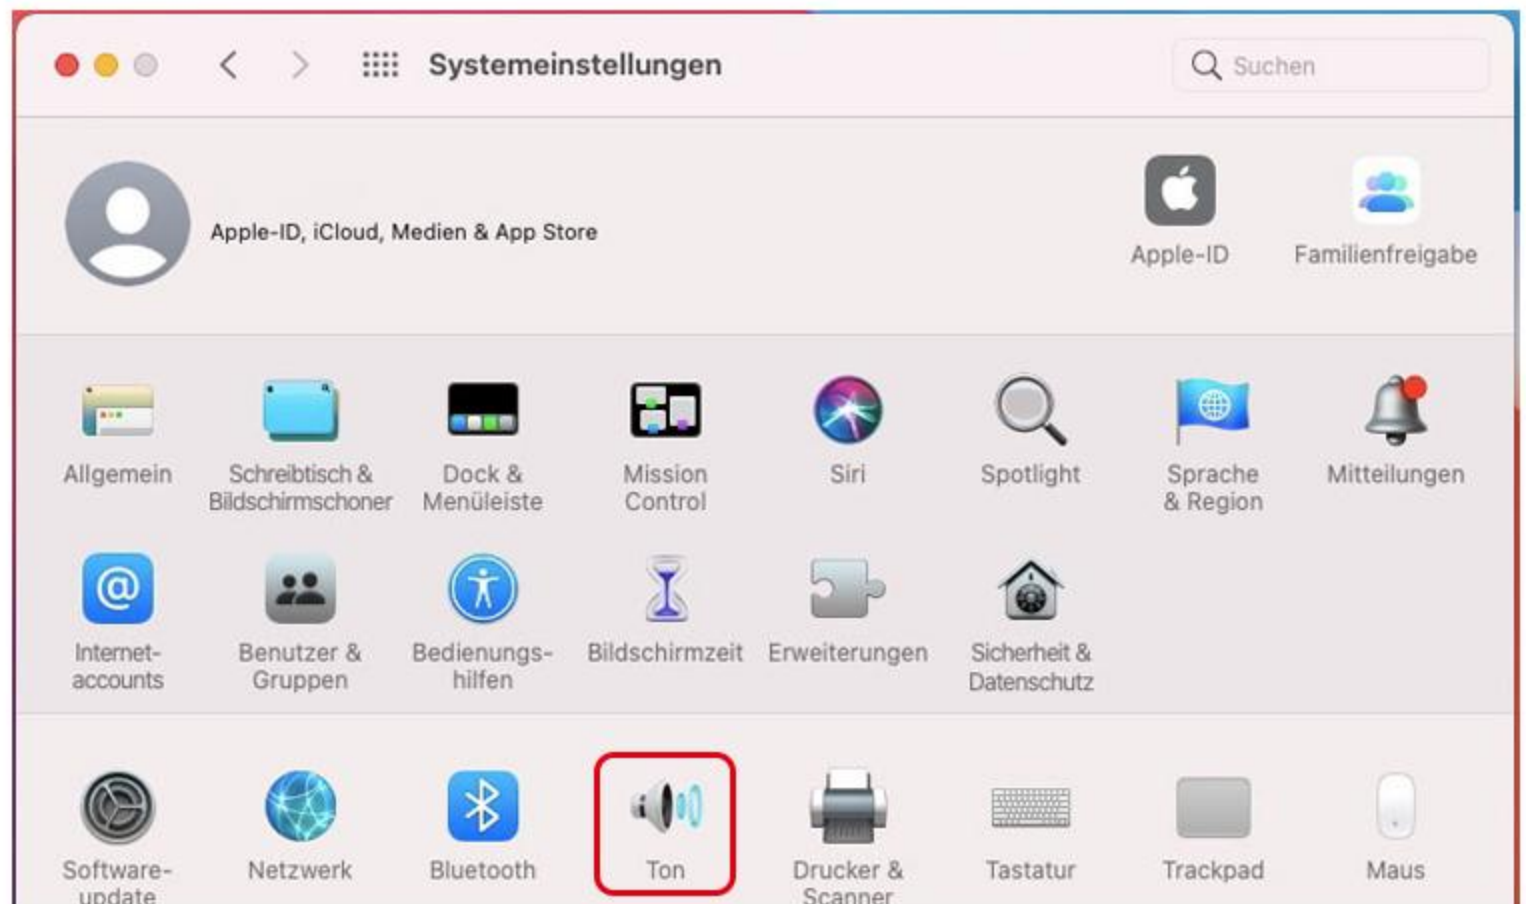 Systemeinstellungen
Suchen
Apple-ID, iCloud, Medien & App Store
Apple-ID
Familienfreigabe
Allgemein
Schreibtisch &
Bildschirmschoner
Dock &
Menüleiste
Mission
Control
Siri
Spotlight
Sprache
& Region
Mitteilungen
Internet-
accounts
Benutzer &
Gruppen
Bedienungs-
hilfen
Bildschirmzeit
Erweiterungen
Sicherheit &
Datenschutz
Software-
update
Netzwerk
Bluetooth
Ton
Drucker &
Scanner
Tastatur
Trackpad
Maus